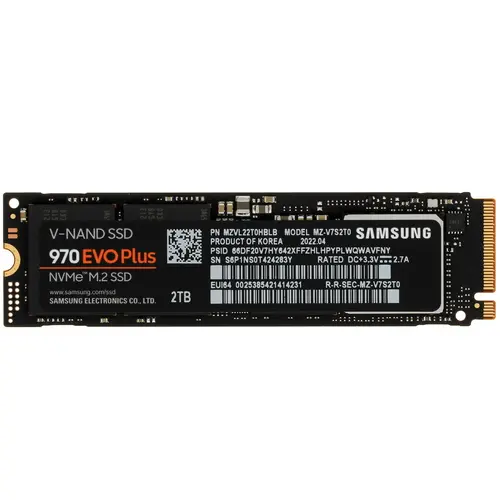 V-NAND SSD
970 EVO Plus
NVMe™ M.2 SSD
SAMSUNG ELECTRONICS CO., LTD.
www.samsung.com/ssd
2TB
PN MZVL22T0HBLB MODEL MZ-V7S2T0
PRODUCT OF KOREA 2022.04
PSID 66DF20V7HY642XFFZHLHPYPLWQWAVFNY
SN S6P1NS0T424283Y RATED DC+3.3V 2.7A
EUI64 0025385421414231 R-R-SEC-MZ-V7S2T0
SAMSUNG